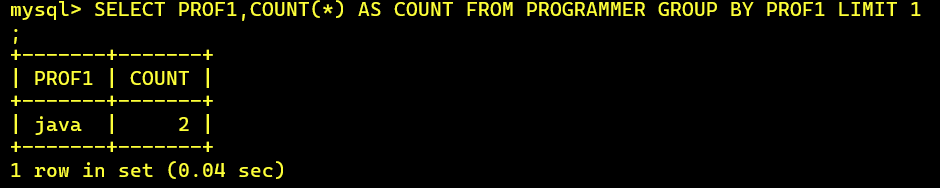 mysql> SELECT PROF1,COUNT(*) AS COUNT FROM PROGRAMMER GROUP BY PROF1 LIMIT 1
;
+-------+-------+
| PROF1 | COUNT |
+-------+-------+
| java  |     2 |
+-------+-------+
1 row in set (0.04 sec)